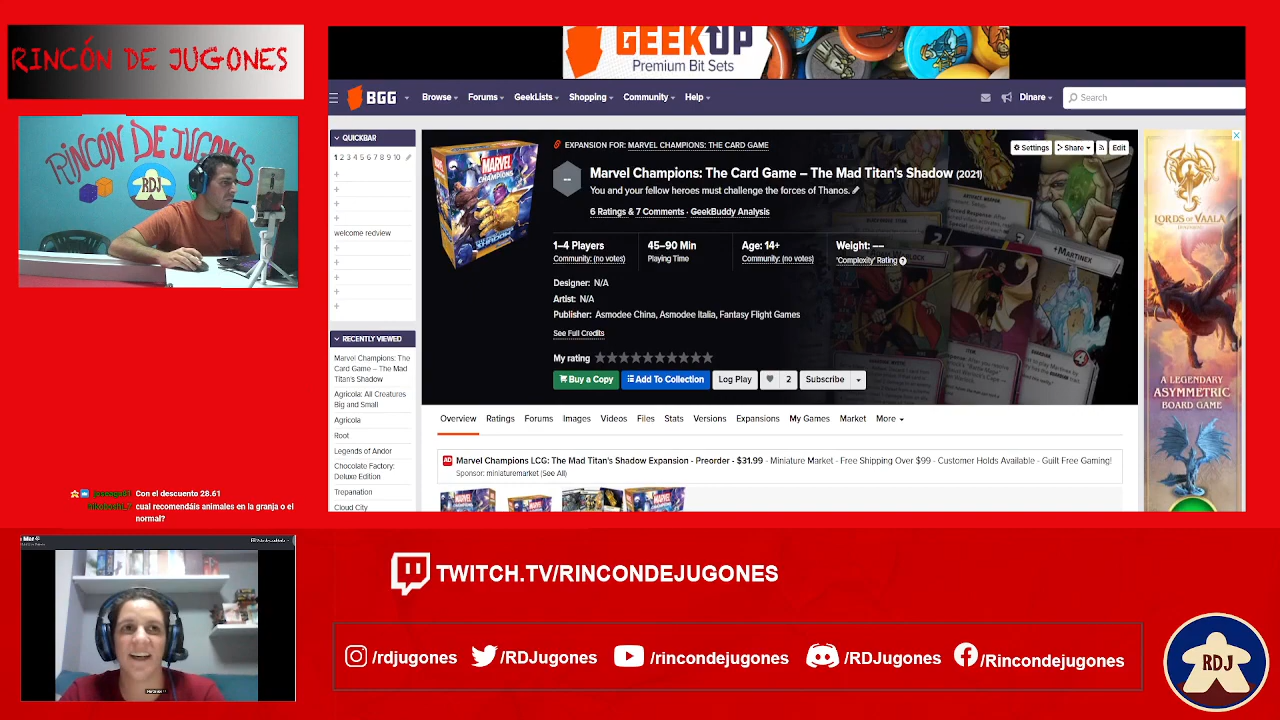 RINCÓN DE JUGONES
RINCÓN DE JUGONES
RDJ
GEEKUP
Premium Bit Sets
BGG
Browse
Forums
GeekLists
Shopping
Community
Help
Dinare
Search
QUICKBAR
1 2 3 4 5 6 7 8 9 10
welcome redview
RECENTLY VIEWED
Marvel Champions: The
Card Game – The Mad
Titan's Shadow
Agricola: All Creatures
Big and Small
Agricola
Root
Legends of Andor
Chocolate Factory:
Deluxe Edition
Trepanation
Cloud City
MARVEL
CHAMPIONS
EXPANSION FOR: MARVEL CHAMPIONS: THE CARD GAME
Settings
Share
Edit
--
Marvel Champions: The Card Game – The Mad Titan's Shadow (2021)
You and your fellow heroes must challenge the forces of Thanos.
6 Ratings & 7 Comments · GeekBuddy Analysis
1–4 Players
Community: (no votes)
45–90 Min
Playing Time
Age: 14+
Community: (no votes)
Weight: --
'Complexity' Rating
Designer: N/A
Artist: N/A
Publisher: Asmodee China, Asmodee Italia, Fantasy Flight Games
See Full Credits
My rating
Buy a Copy
Add To Collection
Log Play
2
Subscribe
MARTINEX
Overview
Ratings
Forums
Images
Videos
Files
Stats
Versions
Expansions
My Games
Market
More
AD
Marvel Champions LCG: The Mad Titan's Shadow Expansion - Preorder - $31.99 - Miniature Market - Free Shipping Over $99 - Customer Holds Available - Guilt Free Gaming!
Sponsor: miniaturemarket (See All)
LORDS OF VAALA
A LEGENDARY
ASYMMETRIC
BOARD GAME
Con el descuento 28.61
cual recomendáis animales en la granja o el
normal?
TWITCH.TV/RINCONDEJUGONES
/rdjugones
/RDJugones
/rincondejugones
/RDJugones
/Rincondejugones
RDJ